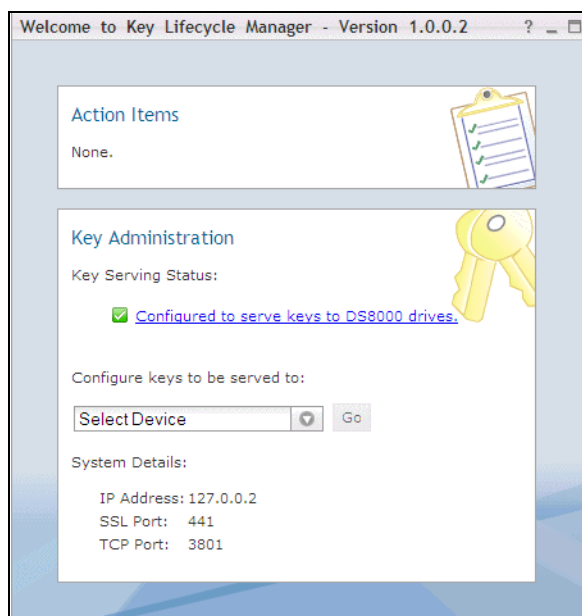 Welcome to Key Lifecycle Manager - Version 1.0.0.2 ?
Action Items
None.
Key Administration
Key Serving Status:
Configured to serve keys to DS8000 drives.
Configure keys to be served to:
Select Device Go
System Details:
IP Address: 127.0.0.2
SSL Port: 441
TCP Port: 3801